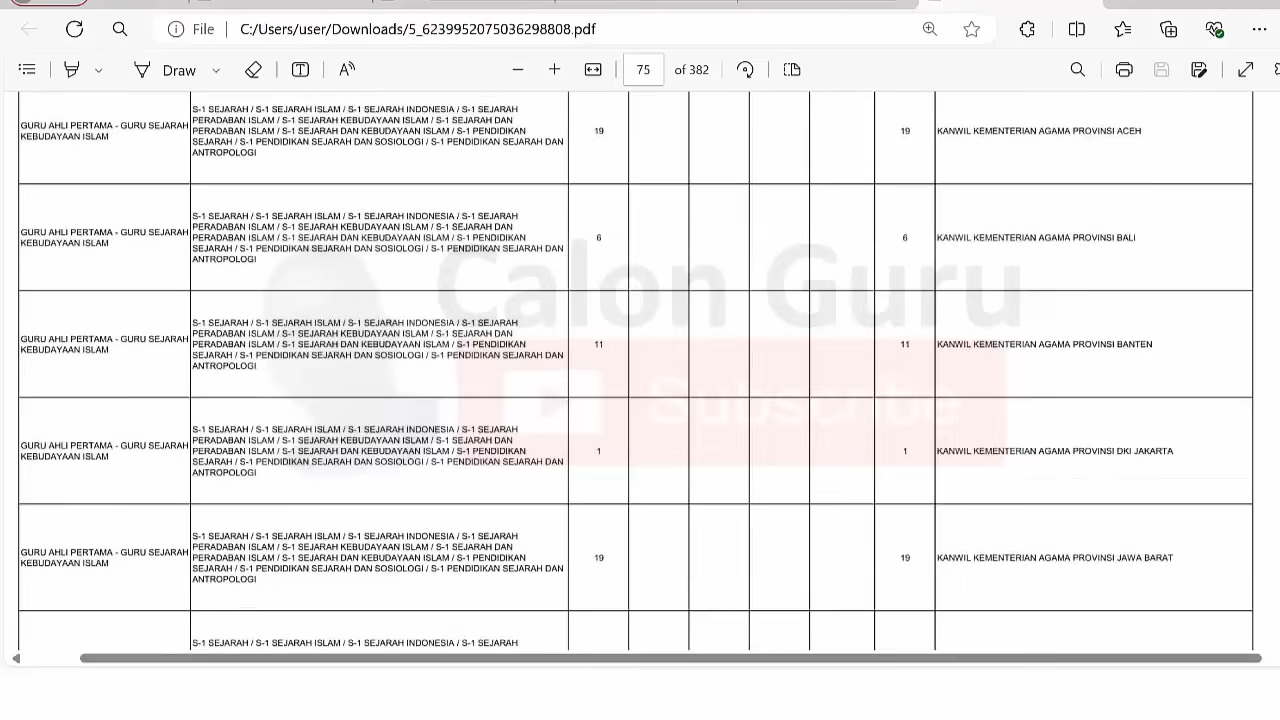 File
C:/Users/user/Downloads/5_6239952075036298808.pdf
Draw
75 of 382
GURU AHLI PERTAMA - GURU SEJARAH
KEBUDAYAAN ISLAM
S-1 SEJARAH / S-1 SEJARAH ISLAM / S-1 SEJARAH INDONESIA / S-1 SEJARAH
PERADABAN ISLAM / S-1 SEJARAH KEBUDAYAAN ISLAM / S-1 SEJARAH DAN
PERADABAN ISLAM / S-1 SEJARAH DAN KEBUDAYAAN ISLAM / S-1 PENDIDIKAN
SEJARAH / S-1 PENDIDIKAN SEJARAH DAN SOSIOLOGI / S-1 PENDIDIKAN SEJARAH DAN
ANTROPOLOGI
19
19
KANWIL KEMENTERIAN AGAMA PROVINSI ACEH
GURU AHLI PERTAMA - GURU SEJARAH
KEBUDAYAAN ISLAM
S-1 SEJARAH / S-1 SEJARAH ISLAM / S-1 SEJARAH INDONESIA / S-1 SEJARAH
PERADABAN ISLAM / S-1 SEJARAH KEBUDAYAAN ISLAM / S-1 SEJARAH DAN
PERADABAN ISLAM / S-1 SEJARAH DAN KEBUDAYAAN ISLAM / S-1 PENDIDIKAN
SEJARAH / S-1 PENDIDIKAN SEJARAH DAN SOSIOLOGI / S-1 PENDIDIKAN SEJARAH DAN
ANTROPOLOGI
6
6
KANWIL KEMENTERIAN AGAMA PROVINSI BALI
Calon Guru
GURU AHLI PERTAMA - GURU SEJARAH
KEBUDAYAAN ISLAM
S-1 SEJARAH / S-1 SEJARAH ISLAM / S-1 SEJARAH INDONESIA / S-1 SEJARAH
PERADABAN ISLAM / S-1 SEJARAH KEBUDAYAAN ISLAM / S-1 SEJARAH DAN
PERADABAN ISLAM / S-1 SEJARAH DAN KEBUDAYAAN ISLAM / S-1 PENDIDIKAN
SEJARAH / S-1 PENDIDIKAN SEJARAH DAN SOSIOLOGI / S-1 PENDIDIKAN SEJARAH DAN
ANTROPOLOGI
11
11
KANWIL KEMENTERIAN AGAMA PROVINSI BANTEN
Subscribe
GURU AHLI PERTAMA - GURU SEJARAH
KEBUDAYAAN ISLAM
S-1 SEJARAH / S-1 SEJARAH ISLAM / S-1 SEJARAH INDONESIA / S-1 SEJARAH
PERADABAN ISLAM / S-1 SEJARAH KEBUDAYAAN ISLAM / S-1 SEJARAH DAN
PERADABAN ISLAM / S-1 SEJARAH DAN KEBUDAYAAN ISLAM / S-1 PENDIDIKAN
SEJARAH / S-1 PENDIDIKAN SEJARAH DAN SOSIOLOGI / S-1 PENDIDIKAN SEJARAH DAN
ANTROPOLOGI
1
1
KANWIL KEMENTERIAN AGAMA PROVINSI DKI JAKARTA
GURU AHLI PERTAMA - GURU SEJARAH
KEBUDAYAAN ISLAM
S-1 SEJARAH / S-1 SEJARAH ISLAM / S-1 SEJARAH INDONESIA / S-1 SEJARAH
PERADABAN ISLAM / S-1 SEJARAH KEBUDAYAAN ISLAM / S-1 SEJARAH DAN
PERADABAN ISLAM / S-1 SEJARAH DAN KEBUDAYAAN ISLAM / S-1 PENDIDIKAN
SEJARAH / S-1 PENDIDIKAN SEJARAH DAN SOSIOLOGI / S-1 PENDIDIKAN SEJARAH DAN
ANTROPOLOGI
19
19
KANWIL KEMENTERIAN AGAMA PROVINSI JAWA BARAT
S-1 SEJARAH / S-1 SEJARAH ISLAM / S-1 SEJARAH INDONESIA / S-1 SEJARAH